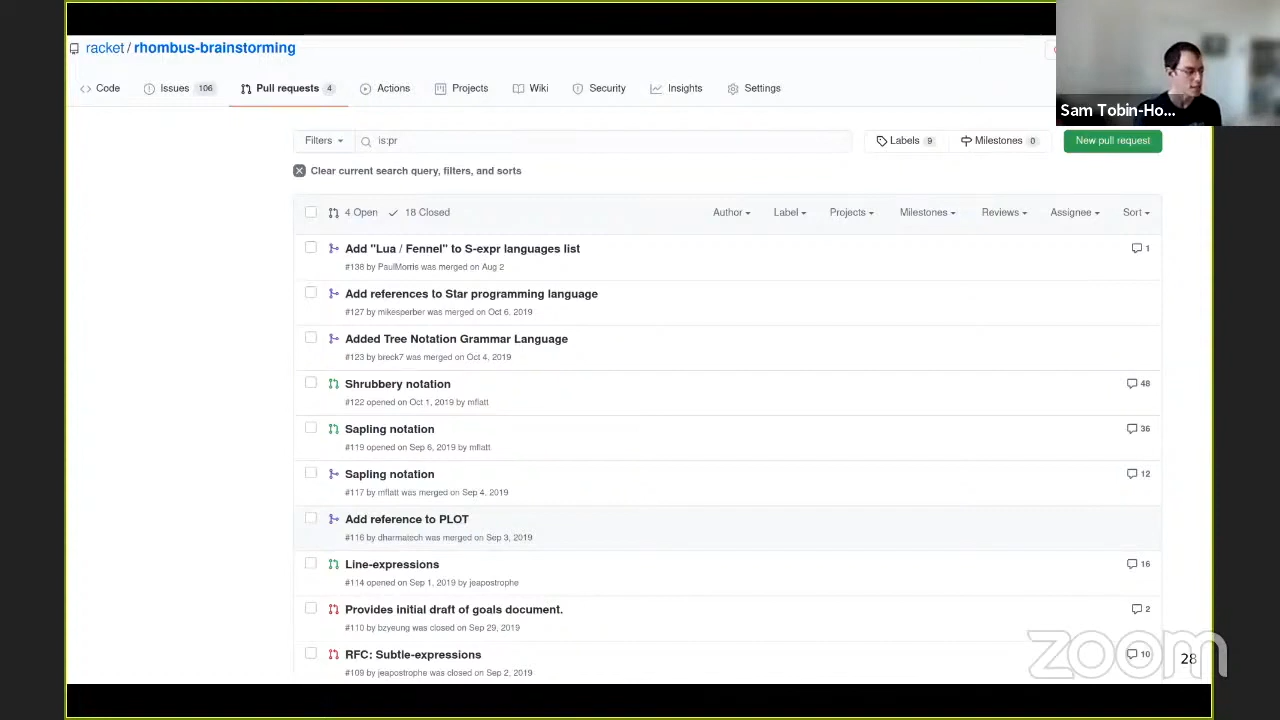 racket / rhombus-brainstorming
Code
Issues 106
Pull requests 4
Actions
Projects
Wiki
Security
Insights
Settings
Sam Tobin-Ho...
Filters
is:pr
Labels 9
Milestones 0
New pull request
Clear current search query, filters, and sorts
4 Open
18 Closed
Author
Label
Projects
Milestones
Reviews
Assignee
Sort
Add "Lua / Fennel" to S-expr languages list
1
#138 by PaulMorris was merged on Aug 2
Add references to Star programming language
#127 by mikesperber was merged on Oct 6, 2019
Added Tree Notation Grammar Language
#123 by breck7 was merged on Oct 4, 2019
Shrubbery notation
48
#122 opened on Oct 1, 2019 by mflatt
Sapling notation
36
#119 opened on Sep 6, 2019 by mflatt
Sapling notation
12
#117 by mflatt was merged on Sep 4, 2019
Add reference to PLOT
#116 by dharmatech was merged on Sep 3, 2019
Line-expressions
16
#114 opened on Sep 1, 2019 by jeapostrophe
Provides initial draft of goals document.
2
#110 by bzyeung was closed on Sep 29, 2019
RFC: Subtle-expressions
10
#109 by jeapostrophe was closed on Sep 2, 2019
zoom
28